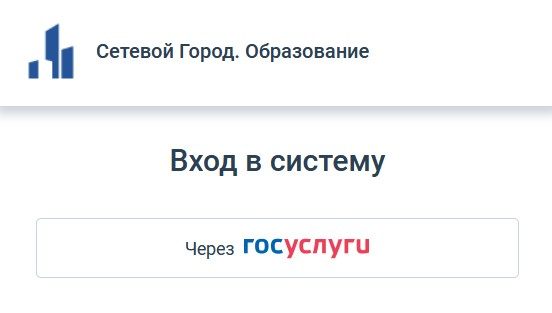 Сетевой Город. Образование
Вход в систему
Через госуслуги